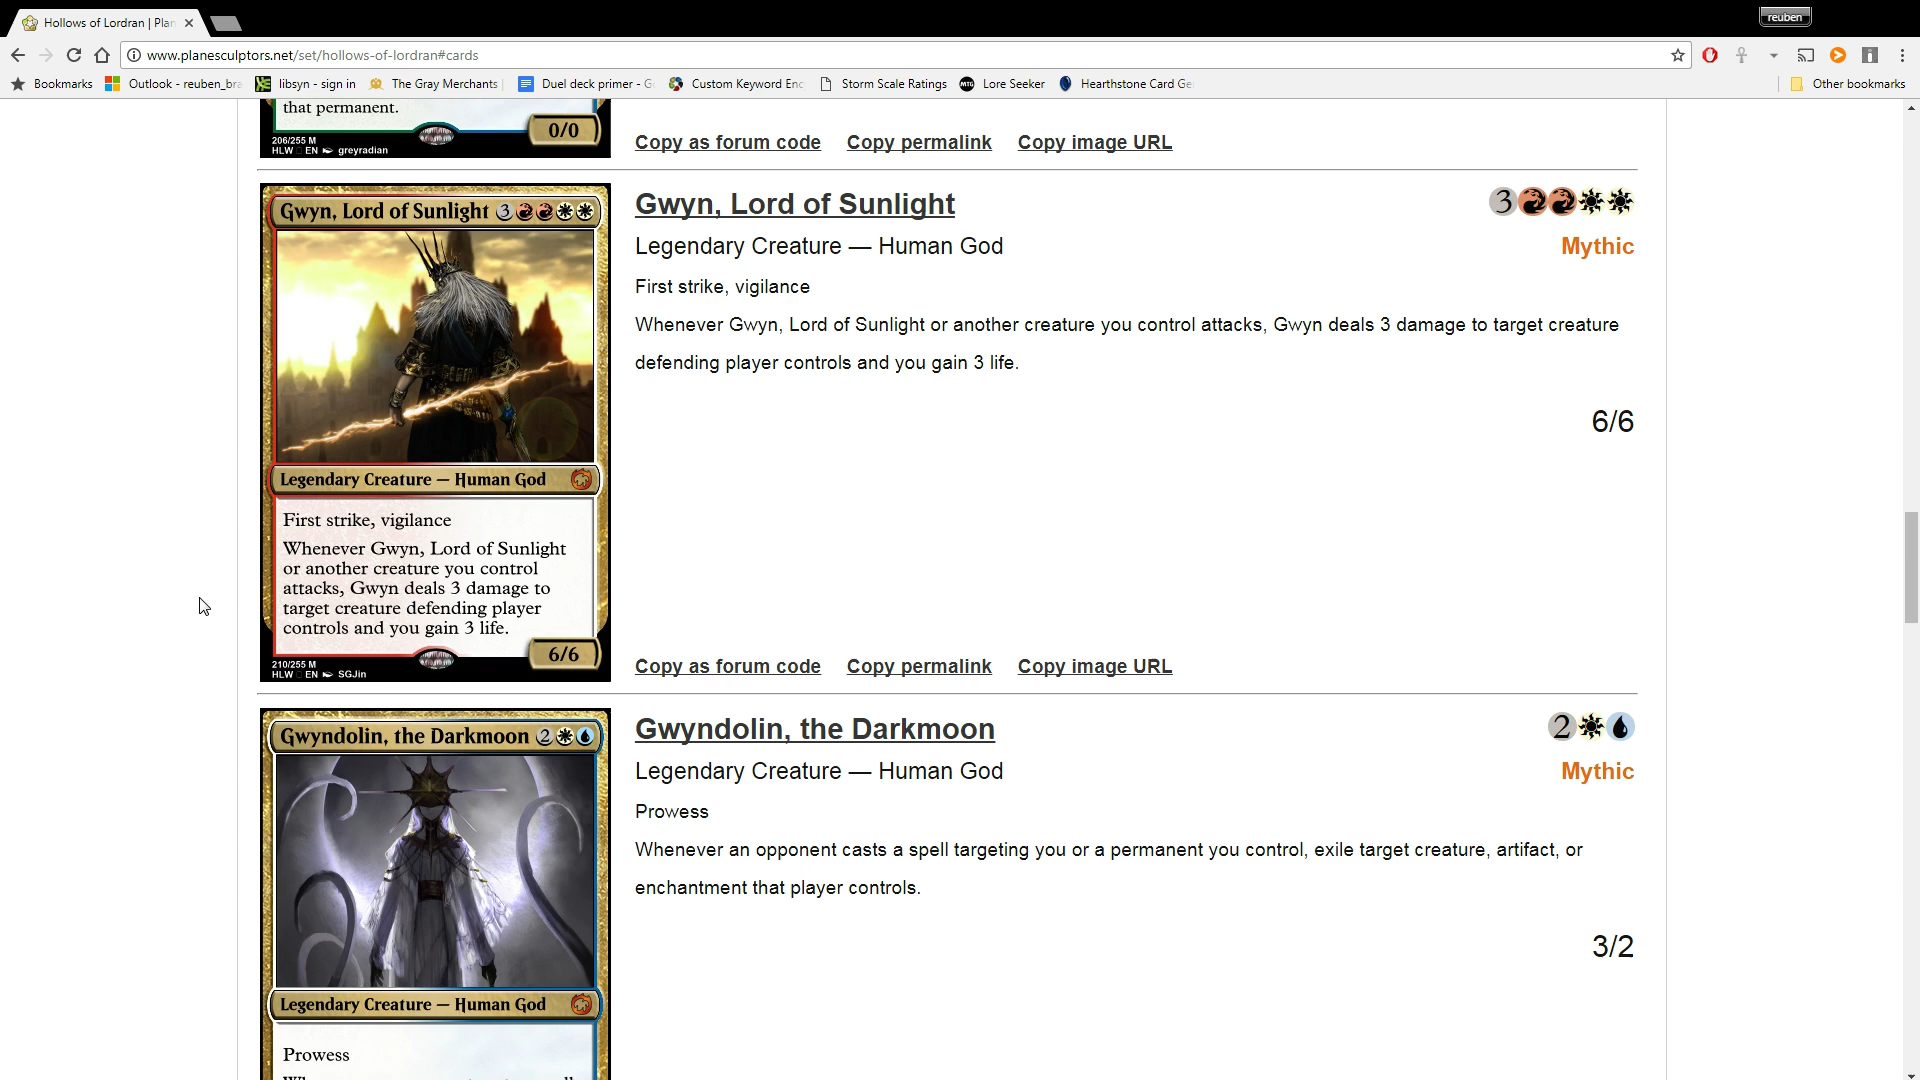 Hollows of Lordran | Plan
reuben
www.planesculptors.net/set/hollows-of-lordran#cards
Bookmarks
Outlook - reuben_bra
libsyn - sign in
The Gray Merchants
Duel deck primer - G
Custom Keyword Enc
Storm Scale Ratings
MTG
Lore Seeker
Hearthstone Card Ge
Other bookmarks
that permanent.
0/0
206/255 M
HLW EN greyradian
Copy as forum code Copy permalink Copy image URL
Gwyn, Lord of Sunlight 3
First strike, vigilance
Whenever Gwyn, Lord of Sunlight
or another creature you control
attacks, Gwyn deals 3 damage to
target creature defending player
controls and you gain 3 life.
Legendary Creature — Human God
6/6
210/255 M
HLW EN SGJin
Gwyn, Lord of Sunlight
3
Legendary Creature — Human God
Mythic
First strike, vigilance
Whenever Gwyn, Lord of Sunlight or another creature you control attacks, Gwyn deals 3 damage to target creature
defending player controls and you gain 3 life.
6/6
Copy as forum code Copy permalink Copy image URL
Gwyndolin, the Darkmoon 2
Legendary Creature — Human God
Prowess
Gwyndolin, the Darkmoon
2
Legendary Creature — Human God
Mythic
Prowess
Whenever an opponent casts a spell targeting you or a permanent you control, exile target creature, artifact, or
enchantment that player controls.
3/2